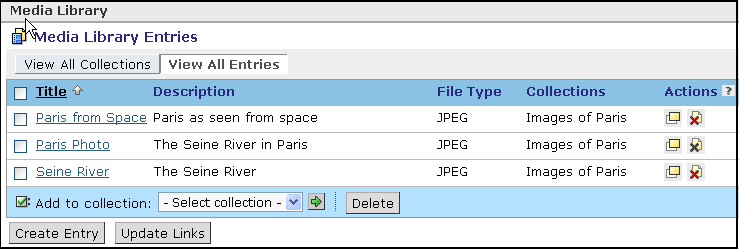 Media Library
Media Library Entries
View All Collections View All Entries
Title Description File Type Collections Actions ?
Paris from Space Paris as seen from space JPEG Images of Paris
Paris Photo The Seine River in Paris JPEG Images of Paris
Seine River The Seine River JPEG Images of Paris
Add to collection: - Select collection - Delete
Create Entry Update Links